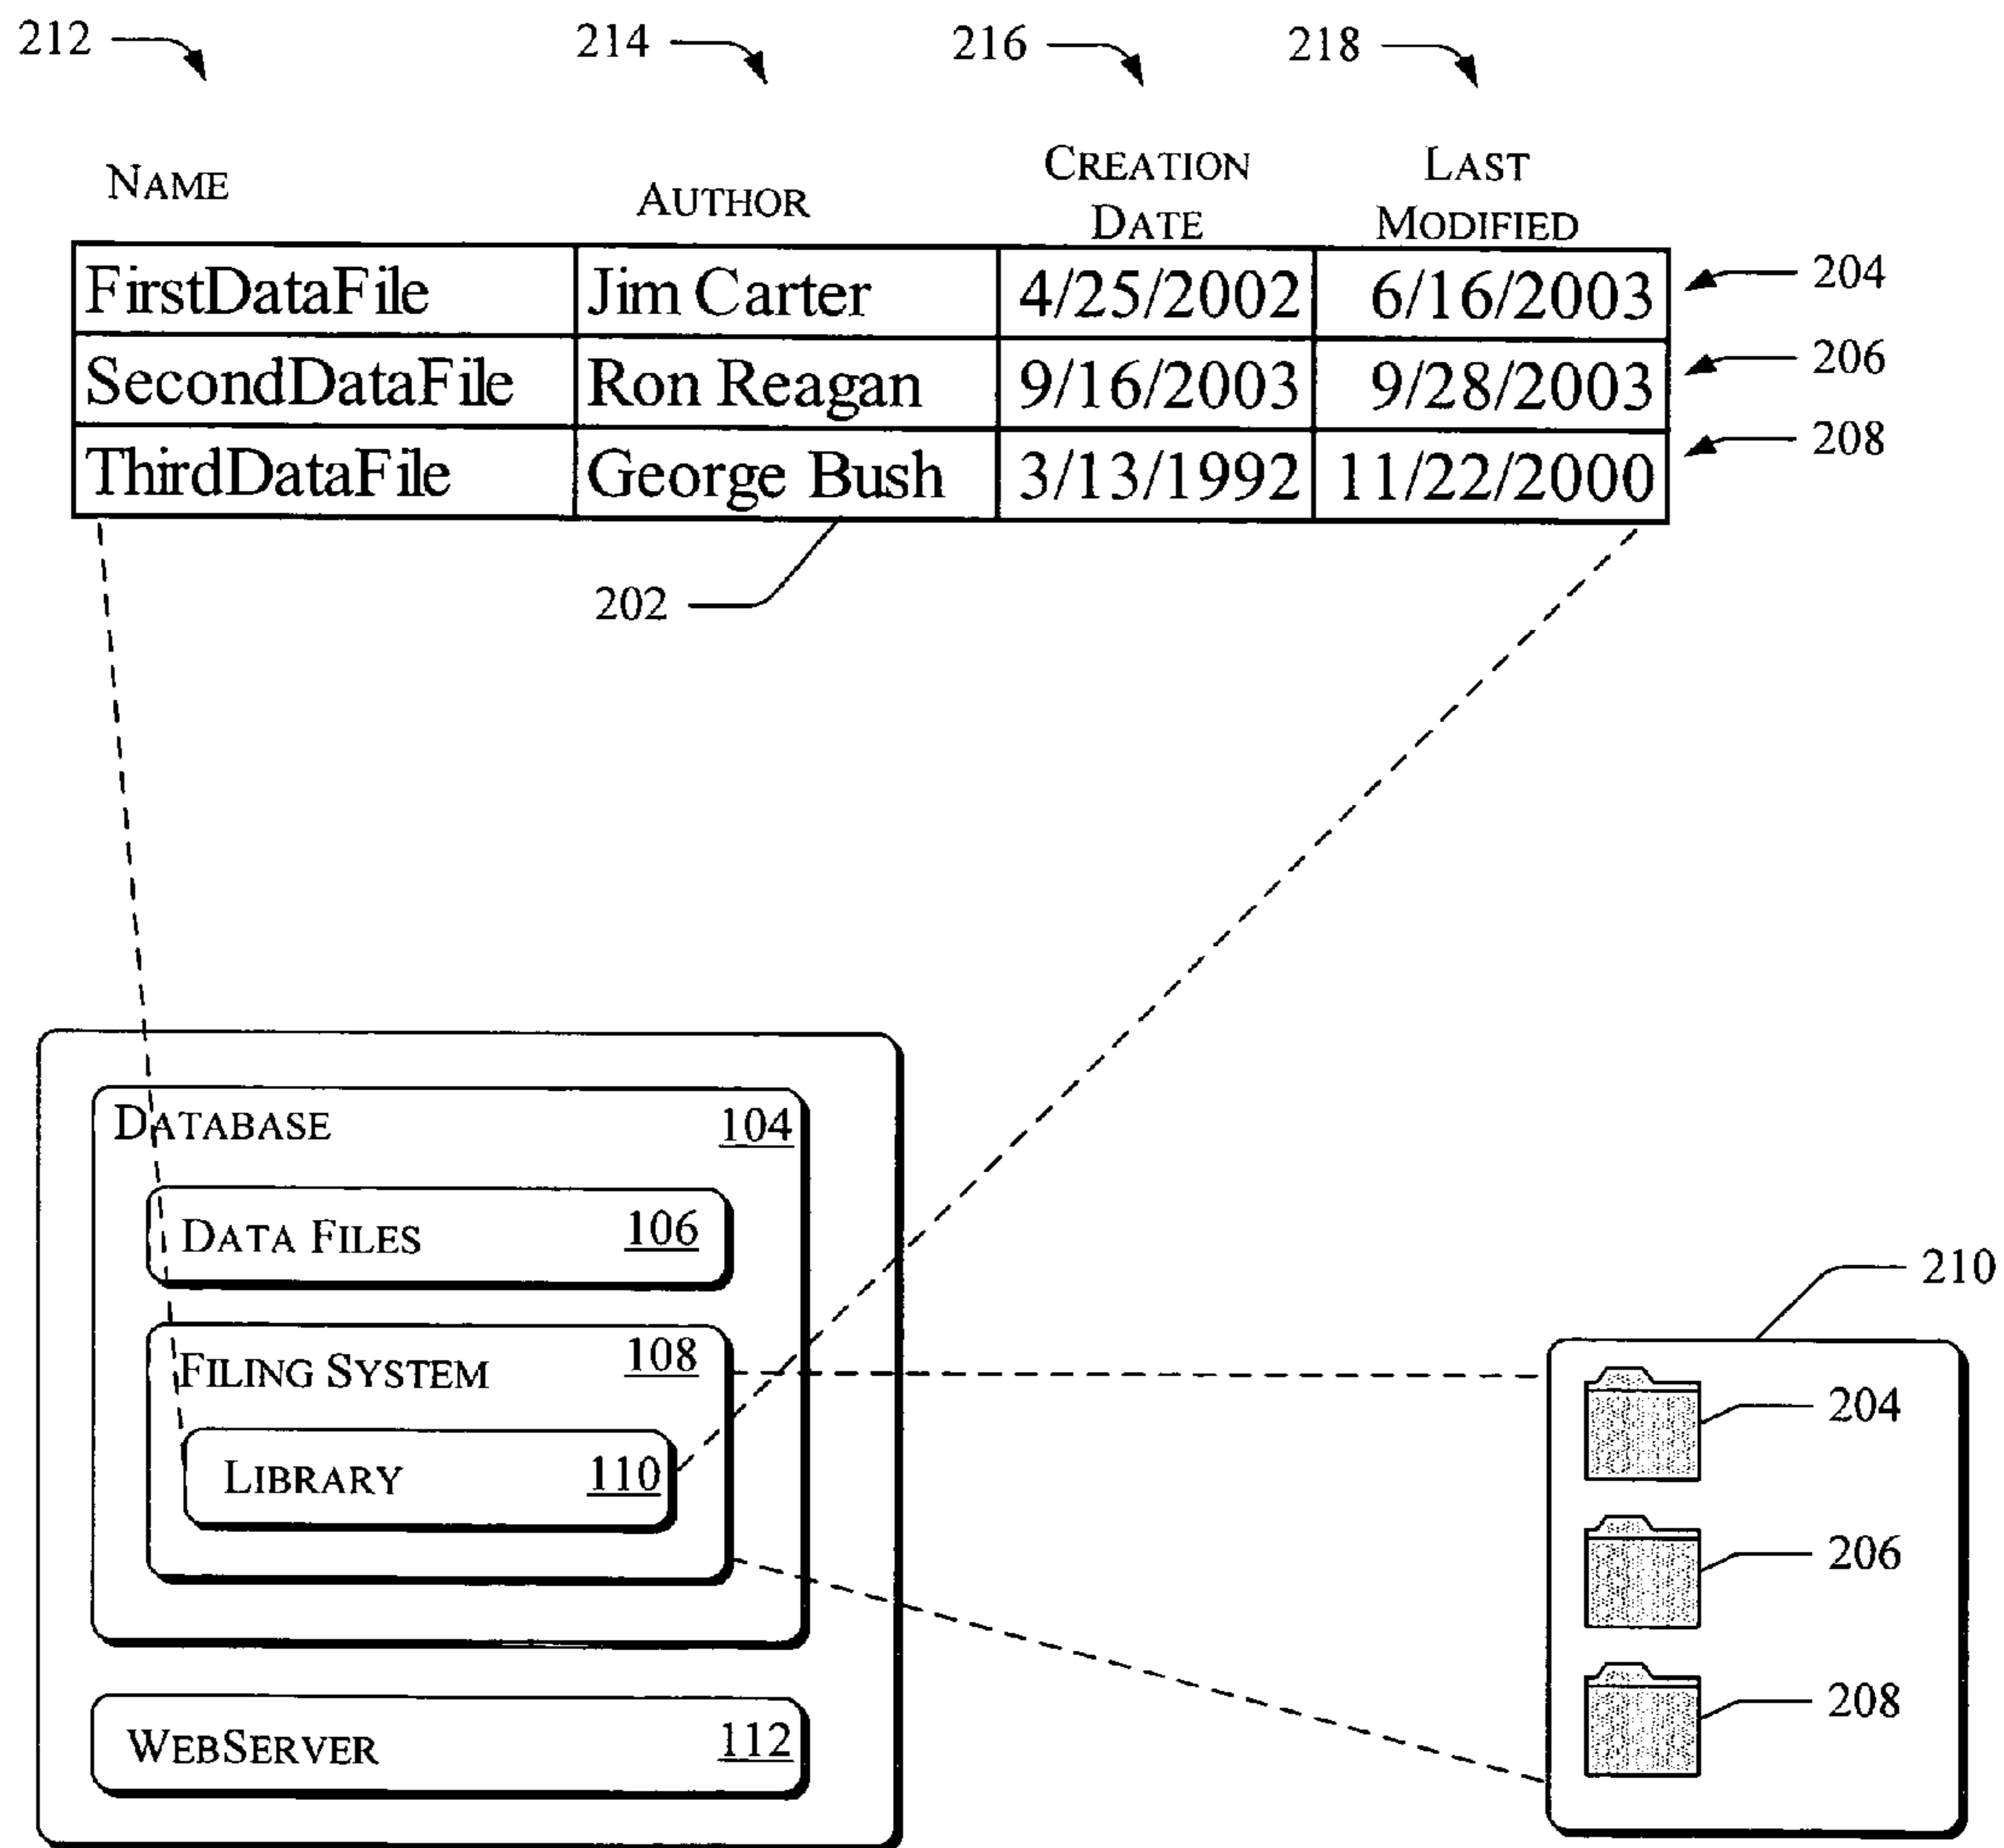 212 214 216 218
NAME AUTHOR CREATION DATE LAST MODIFIED
FirstDataFile Jim Carter 4/25/2002 6/16/2003 204
SecondDataFile Ron Reagan 9/16/2003 9/28/2003 206
ThirdDataFile George Bush 3/13/1992 11/22/2000 208
202
DATABASE 104
DATA FILES 106
210
FILING SYSTEM 108
204
LIBRARY 110
206
208
WEBSERVER 112